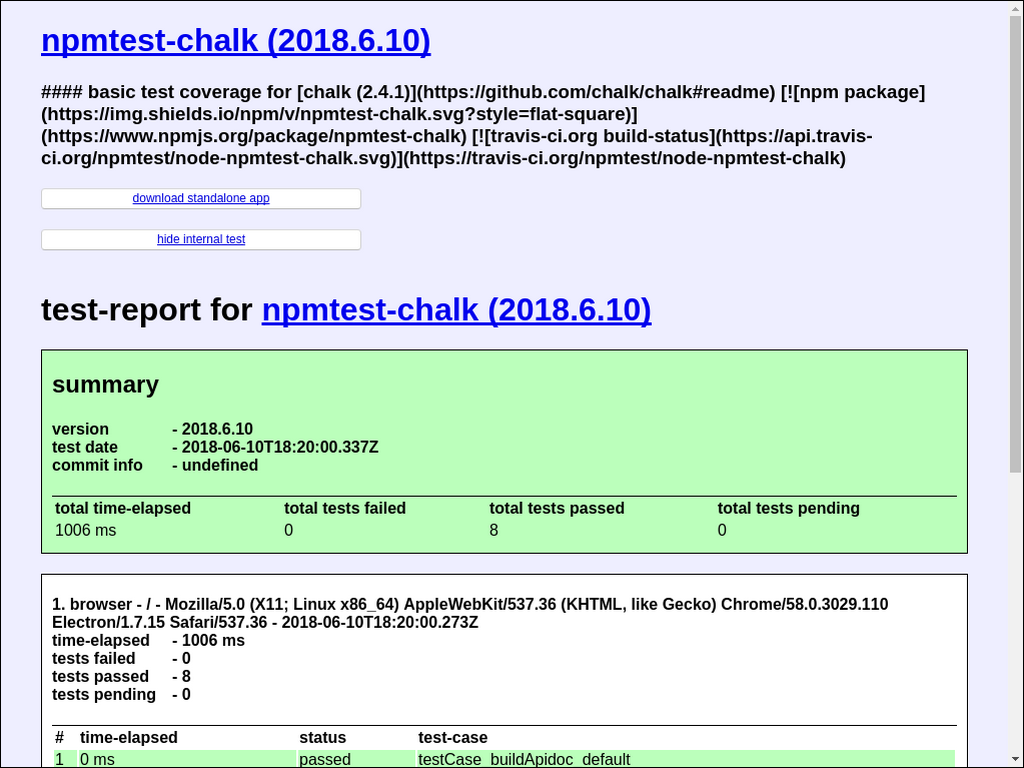 npmtest-chalk (2018.6.10)
#### basic test coverage for [chalk (2.4.1)](https://github.com/chalk/chalk#readme) [![npm package]
(https://img.shields.io/npm/v/npmtest-chalk.svg?style=flat-square)]
(https://www.npmjs.org/package/npmtest-chalk) [![travis-ci.org build-status](https://api.travis-
ci.org/npmtest/node-npmtest-chalk.svg)](https://travis-ci.org/npmtest/node-npmtest-chalk)
download standalone app
hide internal test
test-report for npmtest-chalk (2018.6.10)
summary
version - 2018.6.10
test date - 2018-06-10T18:20:00.337Z
commit info - undefined
total time-elapsed total tests failed total tests passed total tests pending
1006 ms 0 8 0
1. browser - / - Mozilla/5.0 (X11; Linux x86_64) AppleWebKit/537.36 (KHTML, like Gecko) Chrome/58.0.3029.110
Electron/1.7.15 Safari/537.36 - 2018-06-10T18:20:00.273Z
time-elapsed - 1006 ms
tests failed - 0
tests passed - 8
tests pending - 0
# time-elapsed status test-case
1 0 ms passed testCase_buildApidoc_default